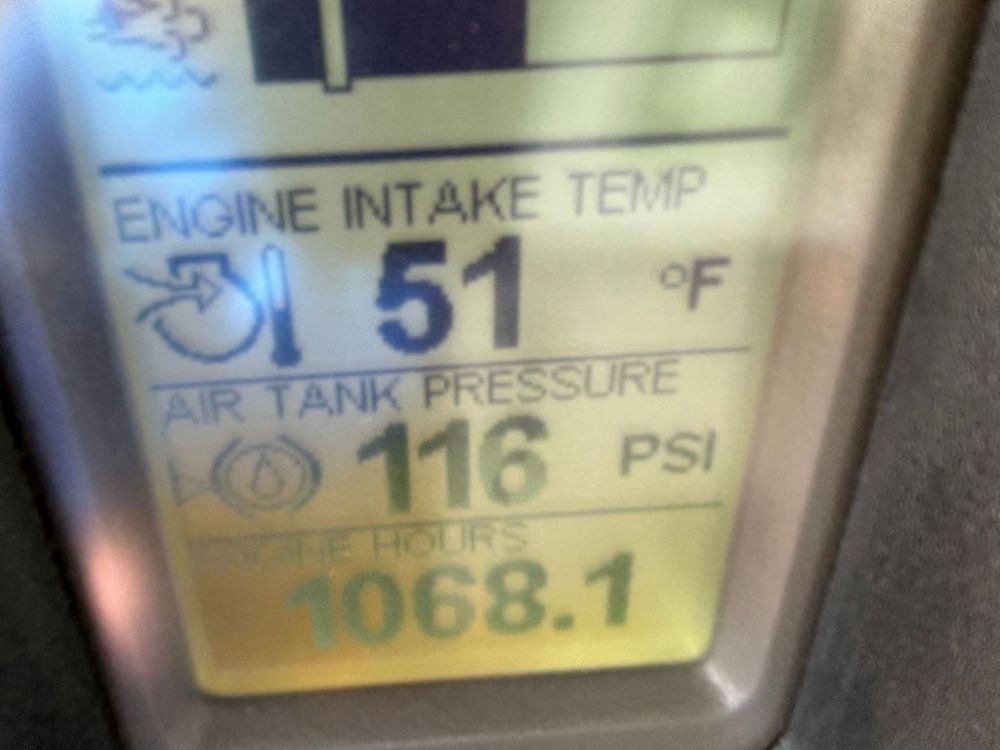 ENGINE INTAKE TEMP
51 °F
AIR TANK PRESSURE
116 PSI
ENGINE HOURS
1068.1